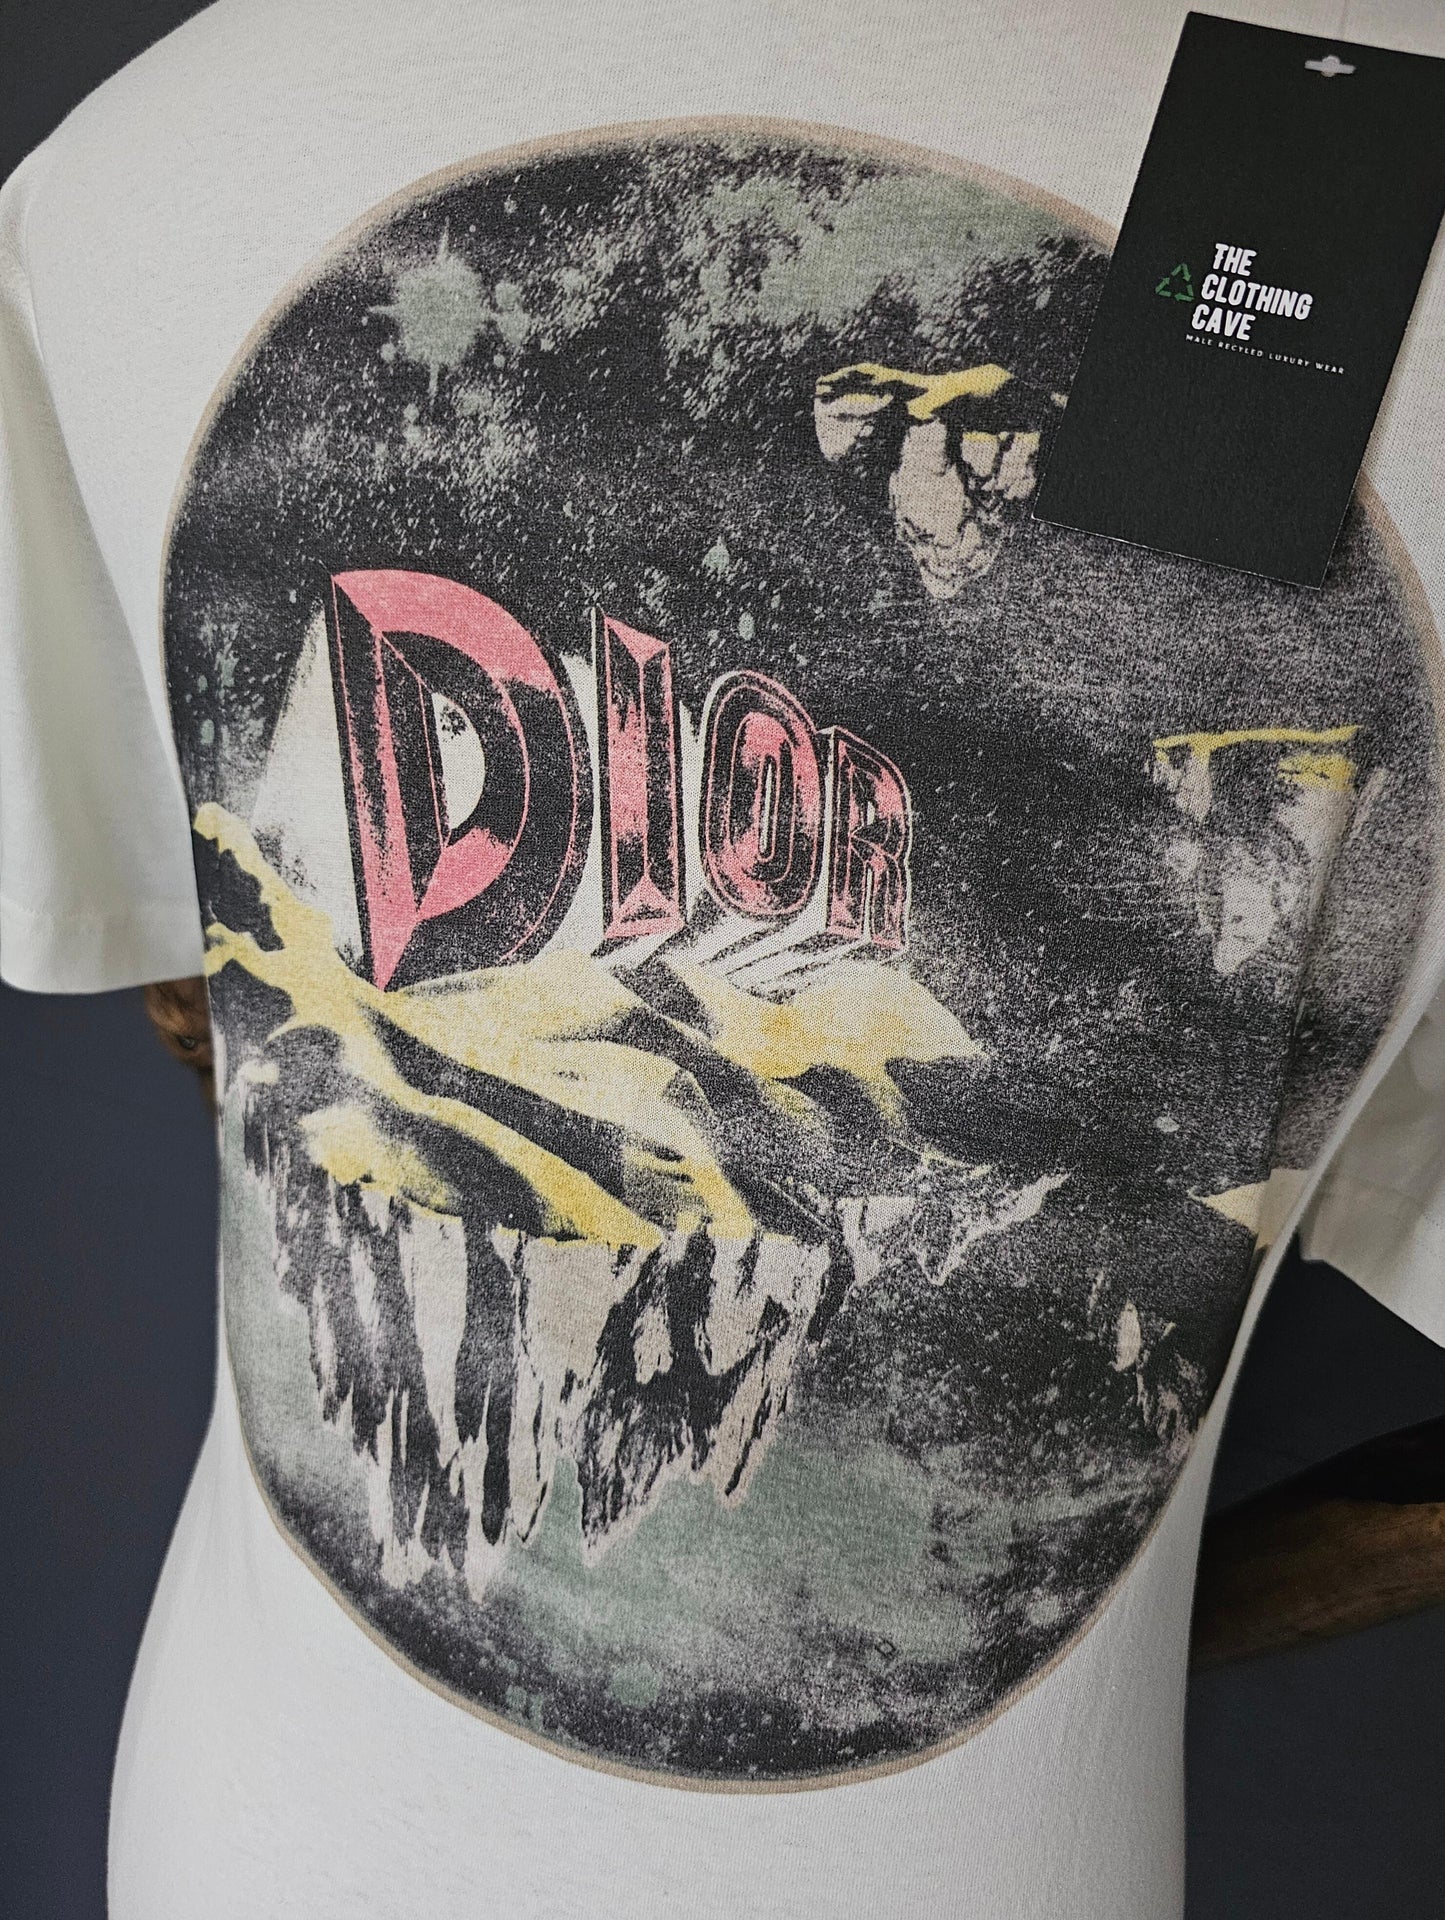 THE
CLOTHING
CAVE
MALE RECYLED LUXURY WEAR
DIOR